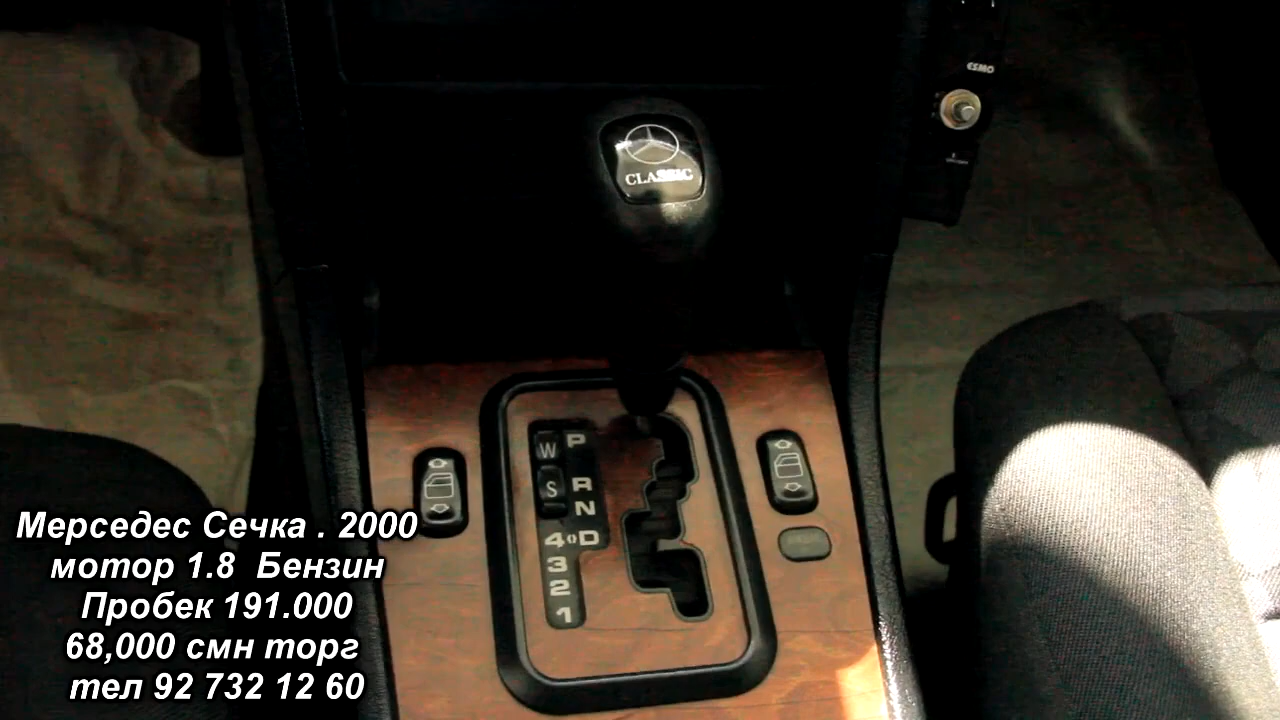 ESMO
CLASSIC
W P
S R
N
4 D
3
2
1
Мерседес Сечка . 2000
мотор 1.8 Бензин
Пробек 191.000
68,000 смн торг
тел 92 732 12 60